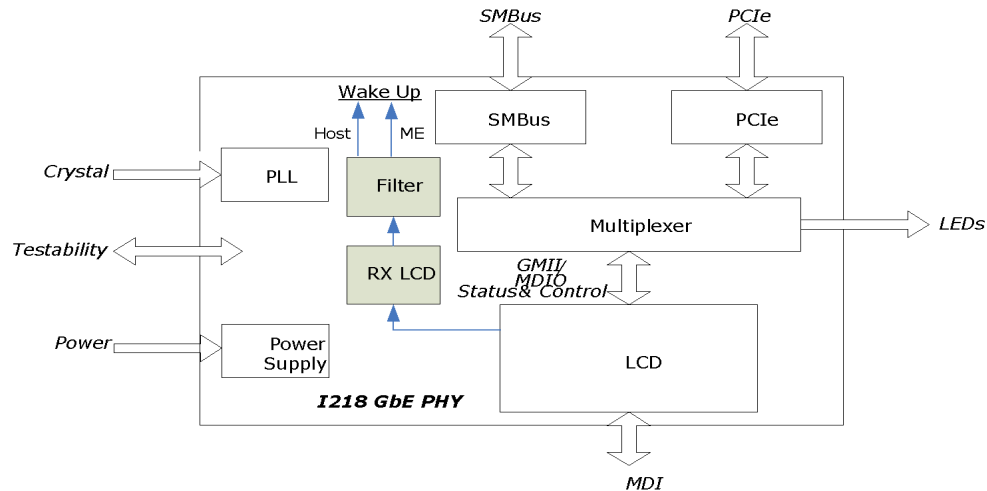 SMBus
PCIe
Wake Up
Host
ME
SMBus
PCIe
Crystal
PLL
Filter
Multiplexer
LEDs
Testability
GMII/
MDIO
Status& Control
RX LCD
Power
Power
Supply
LCD
I218 GbE PHY
MDI